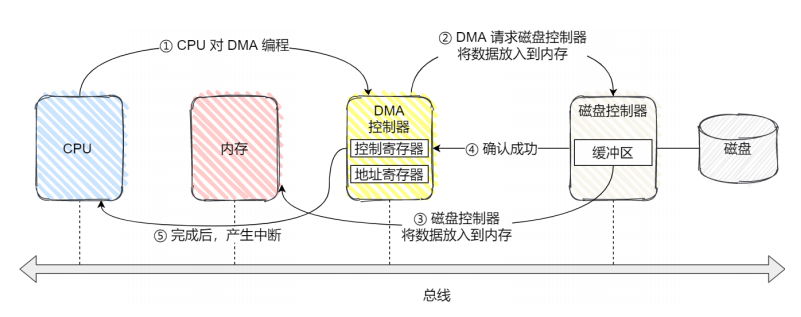 ① CPU 对 DMA 编程
② DMA 请求磁盘控制器
将数据放入到内存
CPU
内存
DMA
控制器
控制寄存器
地址寄存器
④ 确认成功
磁盘控制器
缓冲区
磁盘
③ 磁盘控制器
将数据放入到内存
⑤ 完成后，产生中断
总线